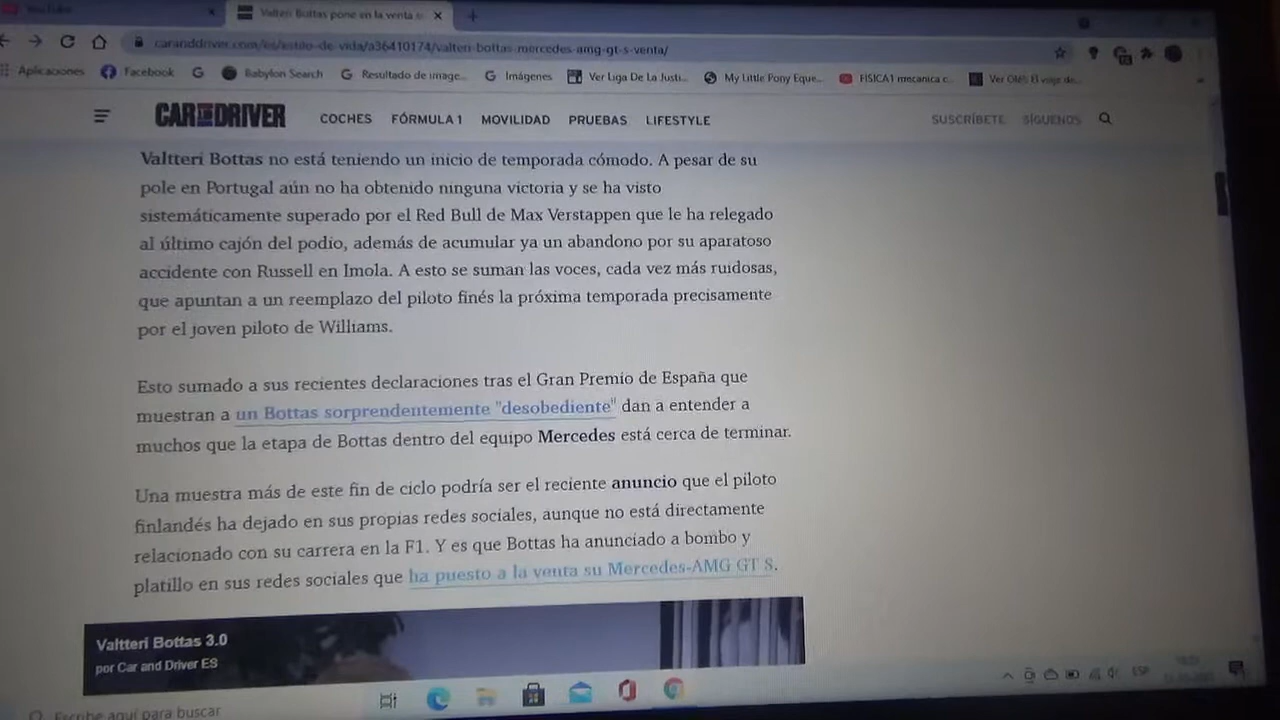 YouTube
Valtteri Bottas pone en la venta s
caranddriver.com/es/estilo-de-vida/a36410174/valteri-bottas-mercedes-amg-gt-s-venta/
Aplicaciones Facebook Babylon Search Resultado de image... Imágenes Ver Liga De La Justi... My Little Pony Eque... FISICA1 mecanica c...
CAR AND DRIVER COCHES FÓRMULA 1 MOVILIDAD PRUEBAS LIFESTYLE SUSCRÍBETE SÍGUENOS
Valtteri Bottas no está teniendo un inicio de temporada cómodo. A pesar de su
pole en Portugal aún no ha obtenido ninguna victoria y se ha visto
sistemáticamente superado por el Red Bull de Max Verstappen que le ha relegado
al último cajón del podio, además de acumular ya un abandono por su aparatoso
accidente con Russell en Imola. A esto se suman las voces, cada vez más ruidosas,
que apuntan a un reemplazo del piloto finés la próxima temporada precisamente
por el joven piloto de Williams.
Esto sumado a sus recientes declaraciones tras el Gran Premio de España que
muestran a un Bottas sorprendentemente "desobediente" dan a entender a
muchos que la etapa de Bottas dentro del equipo Mercedes está cerca de terminar.
Una muestra más de este fin de ciclo podría ser el reciente anuncio que el piloto
finlandés ha dejado en sus propias redes sociales, aunque no está directamente
relacionado con su carrera en la F1. Y es que Bottas ha anunciado a bombo y
platillo en sus redes sociales que ha puesto a la venta su Mercedes-AMG GT S.
Valtteri Bottas 3.0
por Car and Driver ES
ESP
Escribe aquí para buscar